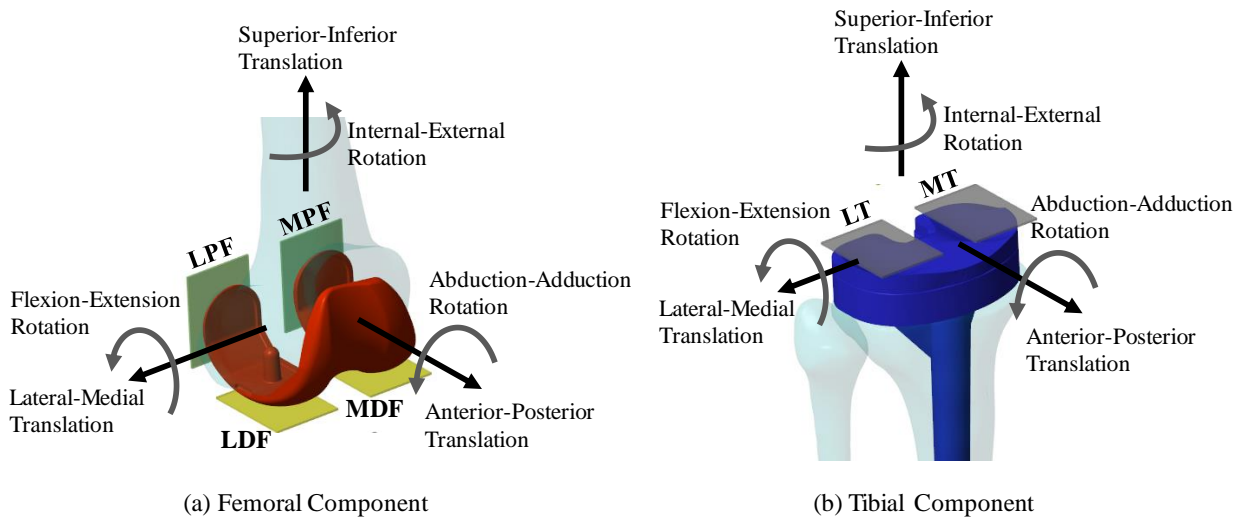 Superior-Inferior
Translation
Internal-External
Rotation
MPF
LPF
Flexion-Extension
Rotation
Abduction-Adduction
Rotation
Lateral-Medial
Translation
MDF
LDF
Anterior-Posterior
Translation
(a) Femoral Component
Superior-Inferior
Translation
Internal-External
Rotation
MT
LT
Flexion-Extension
Rotation
Abduction-Adduction
Rotation
Lateral-Medial
Translation
Anterior-Posterior
Translation
(b) Tibial Component